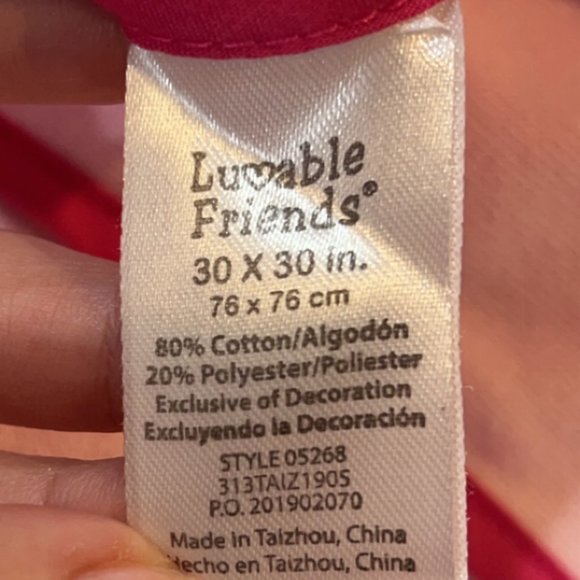 Luvable
Friends®
30 X 30 in.
76 x 76 cm
80% Cotton/Algodón
20% Polyester/Poliester
Exclusive of Decoration
Excluyendo la Decoración
STYLE 05268
313TAIZ1905
P.O. 201902070
Made in Taizhou, China
Hecho en Taizhou, China